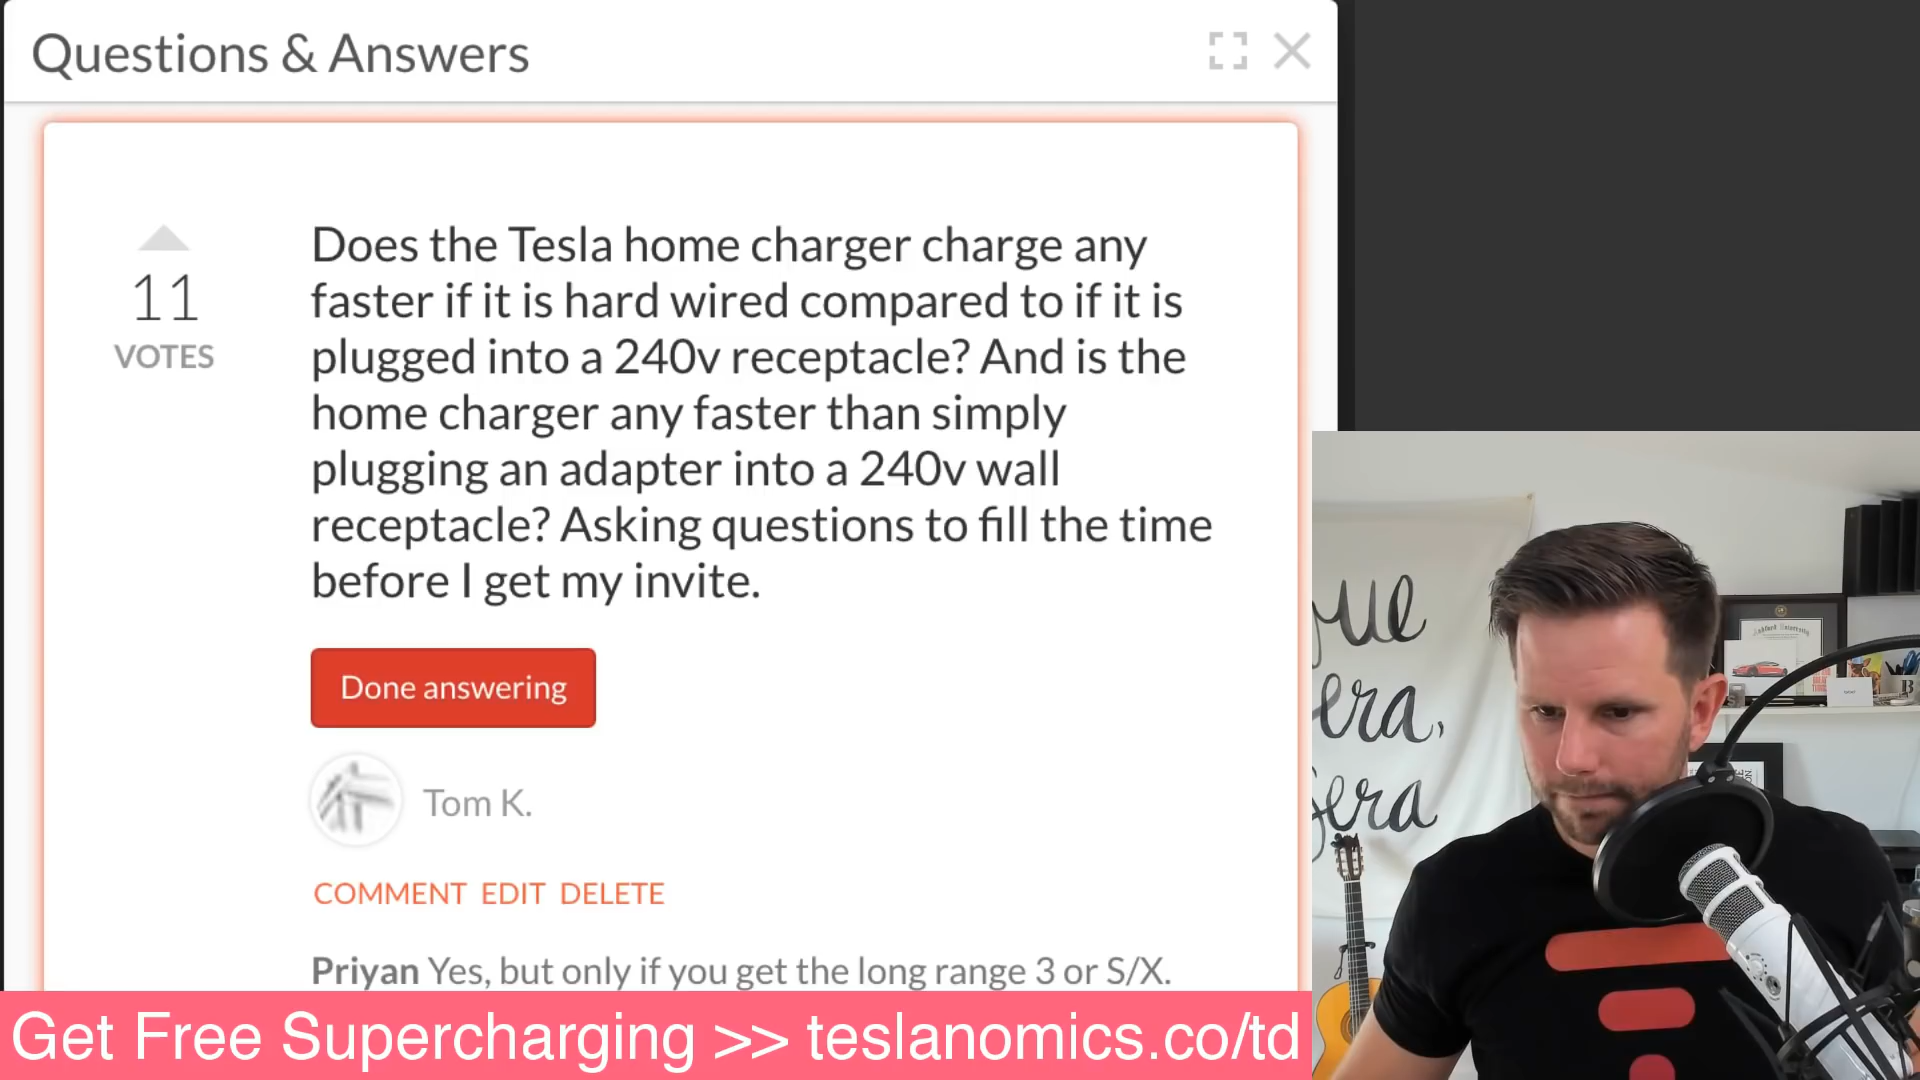 Questions & Answers
11
VOTES
Does the Tesla home charger charge any
faster if it is hard wired compared to if it is
plugged into a 240v receptacle? And is the
home charger any faster than simply
plugging an adapter into a 240v wall
receptacle? Asking questions to fill the time
before I get my invite.
Done answering
Tom K.
COMMENT EDIT DELETE
Priyan Yes, but only if you get the long range 3 or S/X.
Get Free Supercharging >> teslanomics.co/td
era,
era
B